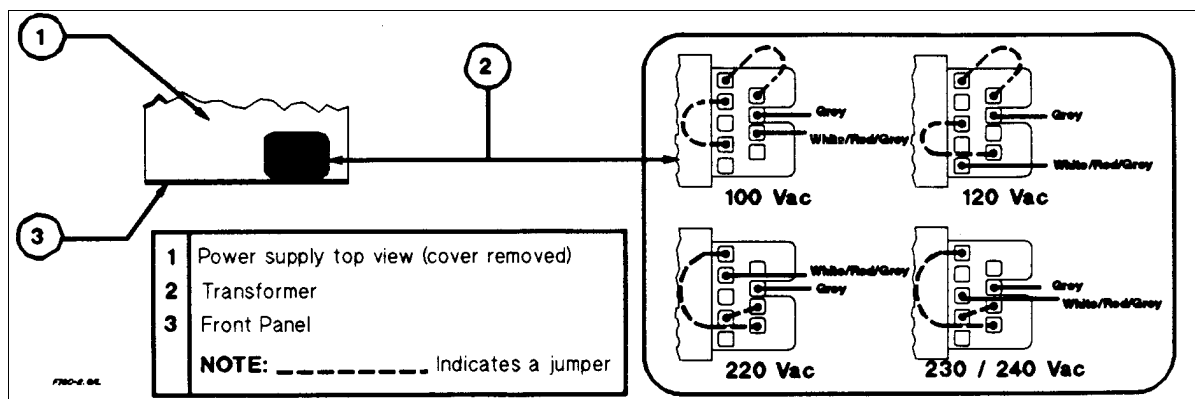 1
2
3
Grey
White/Red/Grey
100 Vac
Grey
White/Red/Grey
120 Vac
White/Red/Grey
Grey
220 Vac
Grey
White/Red/Grey
230 / 240 Vac
1 Power supply top view (cover removed)
2 Transformer
3 Front Panel
NOTE: Indicates a jumper